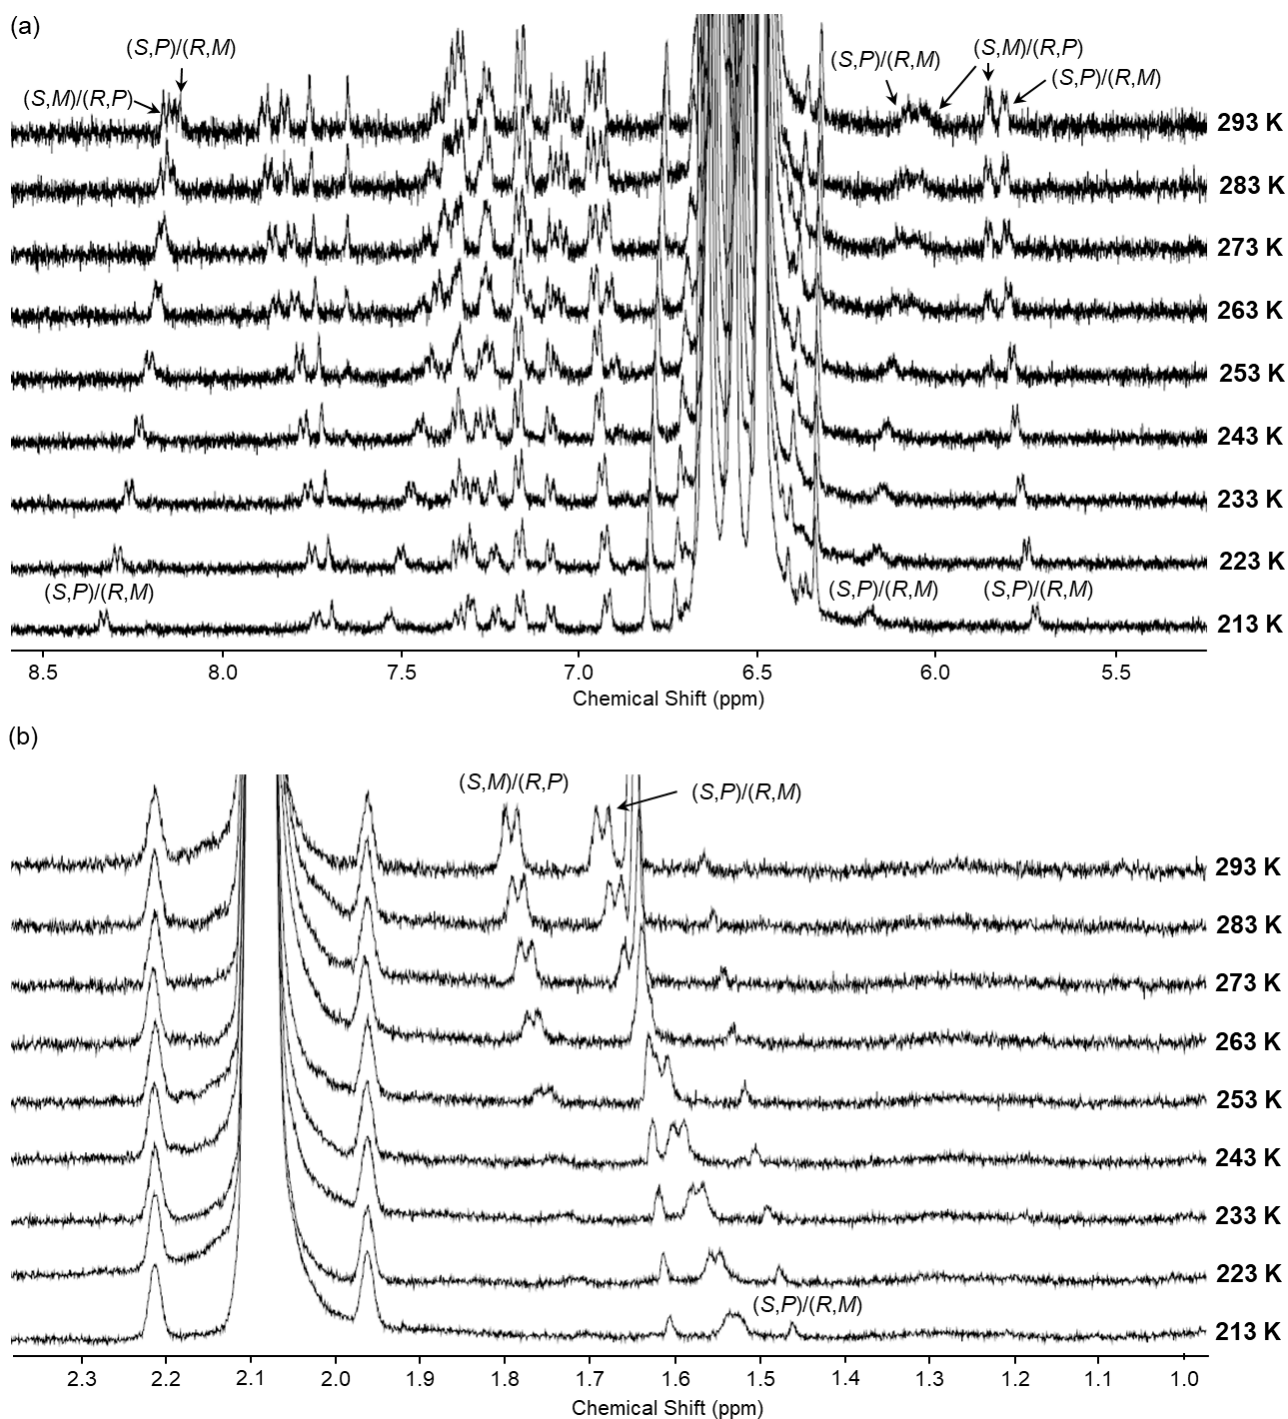 (a)
(S,P)/(R,M)
(S,M)/(R,P)
(S,P)/(R,M)
(S,M)/(R,P)
(S,P)/(R,M)
293 K
283 K
273 K
263 K
253 K
243 K
233 K
223 K
(S,P)/(R,M)
(S,P)/(R,M)
(S,P)/(R,M)
213 K
8.5 8.0 7.5 7.0 6.5 6.0 5.5
Chemical Shift (ppm)
(b)
(S,M)/(R,P)
(S,P)/(R,M)
293 K
283 K
273 K
263 K
253 K
243 K
233 K
223 K
(S,P)/(R,M)
213 K
2.3 2.2 2.1 2.0 1.9 1.8 1.7 1.6 1.5 1.4 1.3 1.2 1.1 1.0
Chemical Shift (ppm)